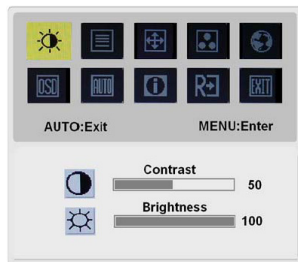 OSD AUTO R EXIT
AUTO:Exit MENU:Enter
Contrast
50
Brightness
100